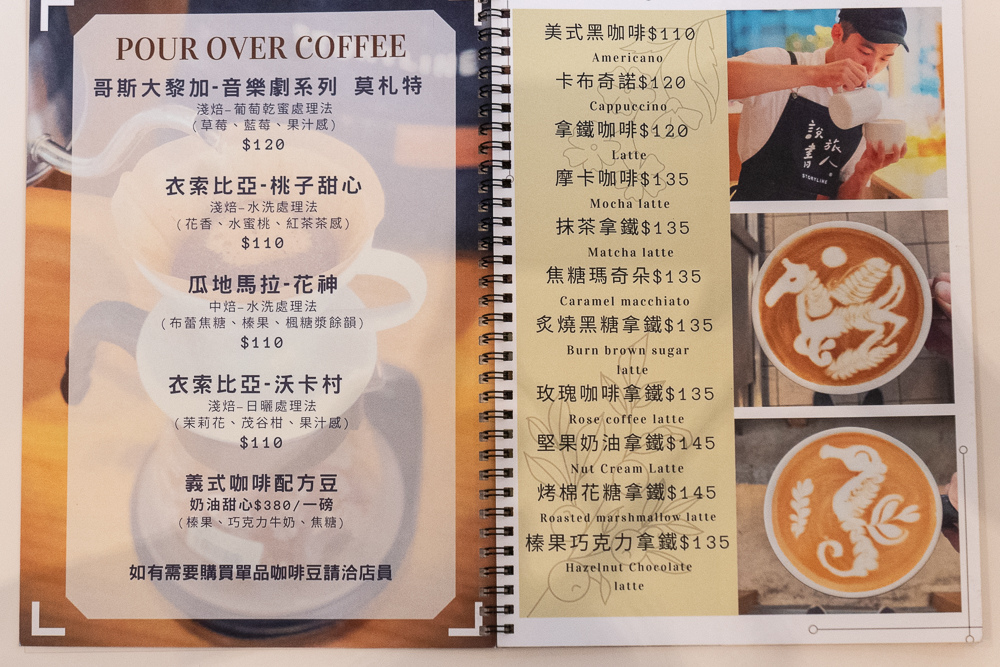 POUR OVER COFFEE
哥斯大黎加-音樂劇系列 莫札特
淺焙–葡萄乾蜜處理法
(草莓、藍莓、果汁感)
$120
衣索比亞-桃子甜心
淺焙–水洗處理法
(花香、水蜜桃、紅茶茶感)
$110
瓜地馬拉-花神
中焙–水洗處理法
(布蕾焦糖、榛果、楓糖漿餘韻)
$110
衣索比亞-沃卡村
淺焙–日曬處理法
(茉莉花、茂谷柑、果汁感)
$110
義式咖啡配方豆
奶油甜心$380/一磅
(榛果、巧克力牛奶、焦糖)
如有需要購買單品咖啡豆請洽店員
美式黑咖啡$110
Americano
卡布奇諾$120
Cappuccino
拿鐵咖啡$120
Latte
摩卡咖啡$135
Mocha latte
抹茶拿鐵$135
Matcha latte
焦糖瑪奇朵$135
Caramel macchiato
炙燒黑糖拿鐵$135
Burn brown sugar
latte
玫瑰咖啡拿鐵$135
Rose coffee latte
堅果奶油拿鐵$145
Nut Cream Latte
烤棉花糖拿鐵$145
Roasted marshmallow latte
榛果巧克力拿鐵$135
Hazelnut Chocolate
latte
說書
旅人
STORYLINE